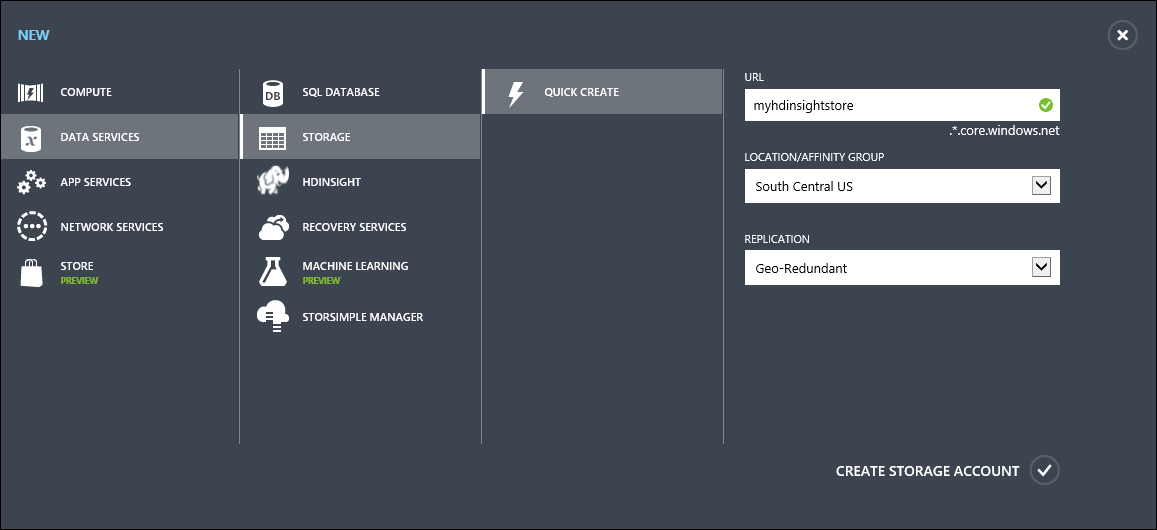 NEW
COMPUTE
DATA SERVICES
APP SERVICES
NETWORK SERVICES
STORE
PREVIEW
DB
SQL DATABASE
STORAGE
HDINSIGHT
RECOVERY SERVICES
MACHINE LEARNING
PREVIEW
STORSIMPLE MANAGER
QUICK CREATE
URL
myhdinsightstore
.*.core.windows.net
LOCATION/AFFINITY GROUP
South Central US
REPLICATION
Geo-Redundant
CREATE STORAGE ACCOUNT